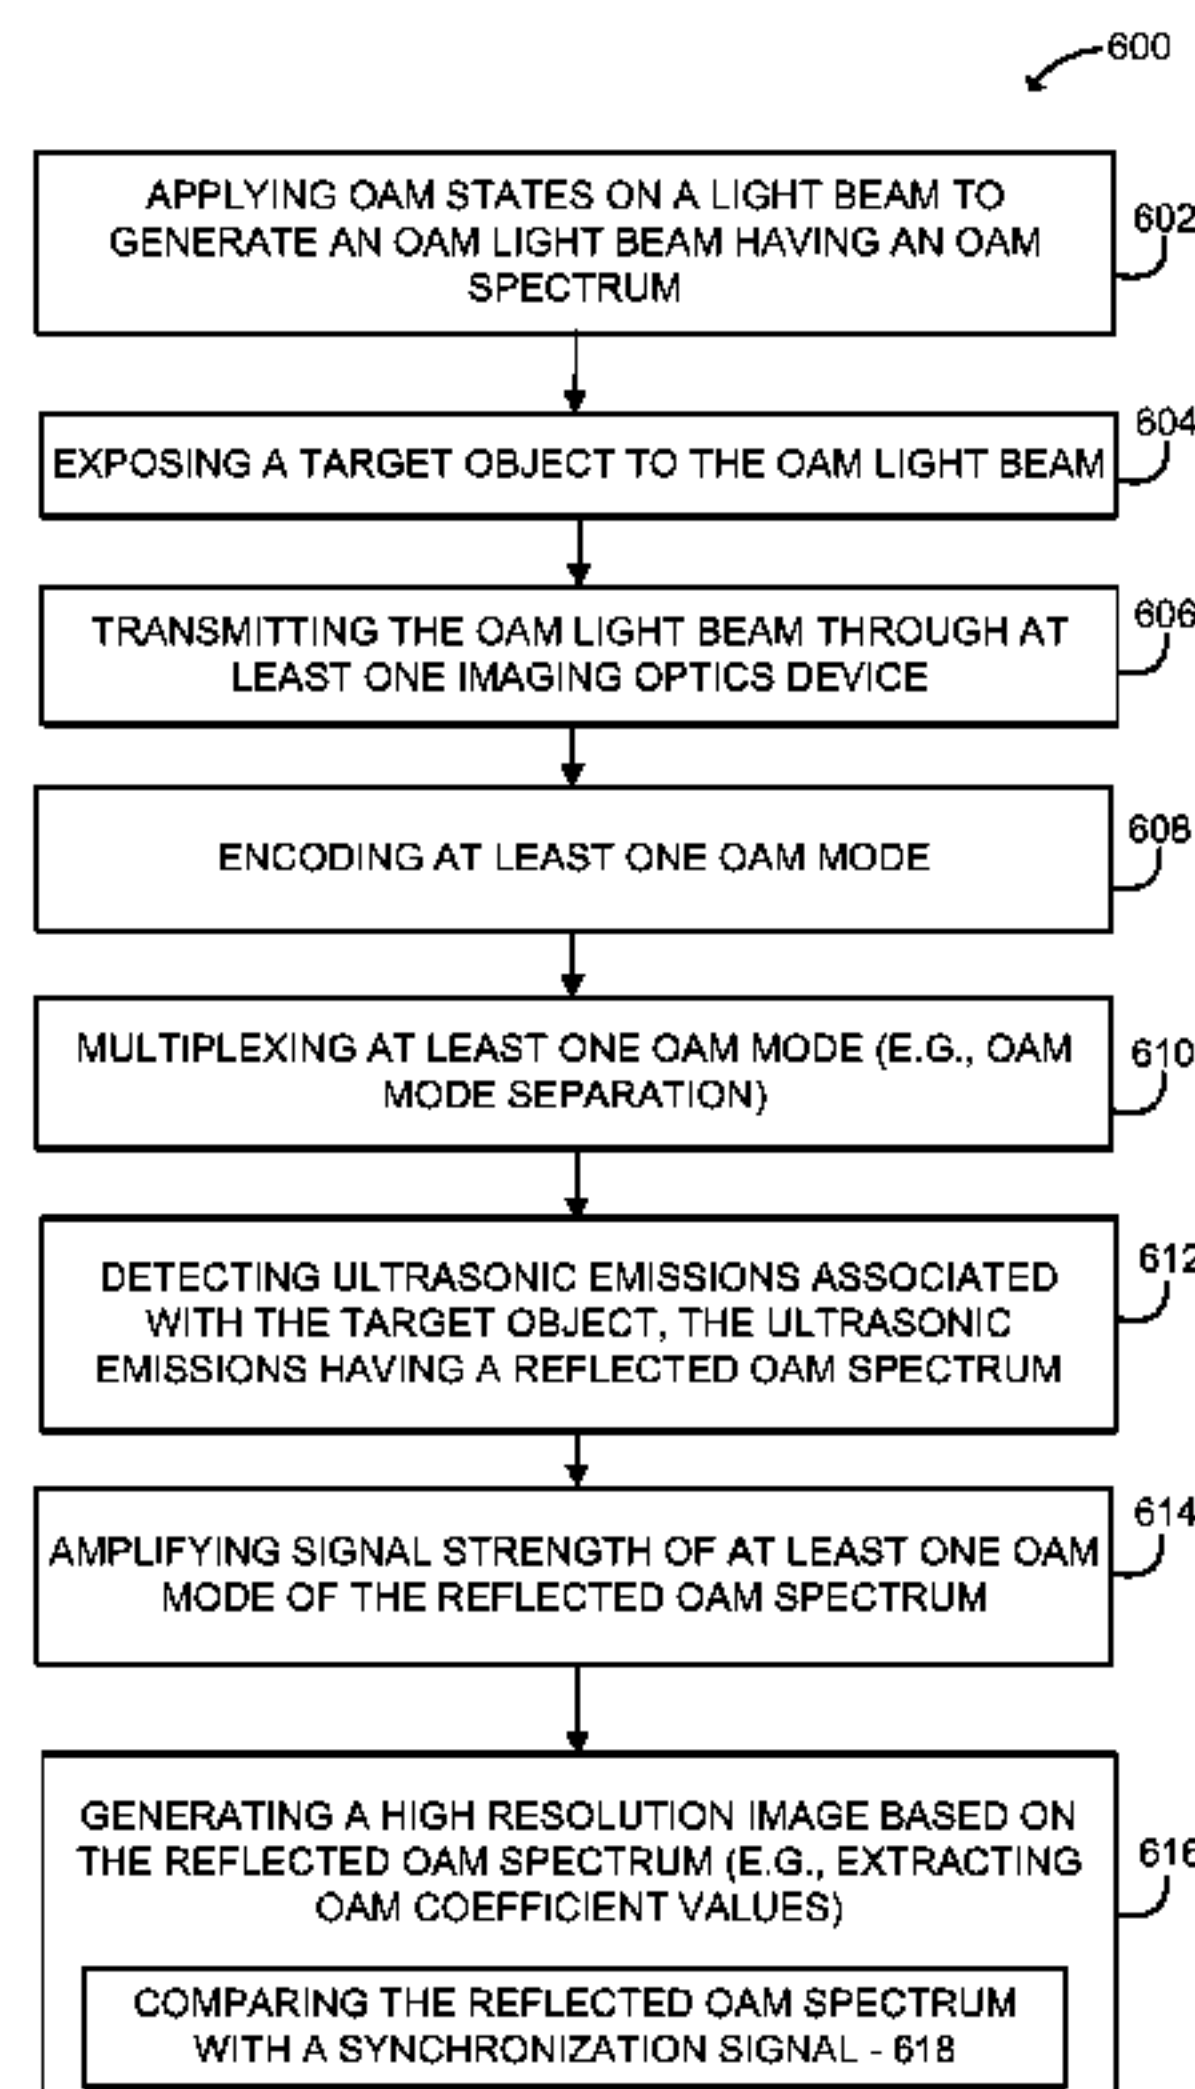 600
APPLYING OAM STATES ON A LIGHT BEAM TO
GENERATE AN OAM LIGHT BEAM HAVING AN OAM
SPECTRUM
602
EXPOSING A TARGET OBJECT TO THE OAM LIGHT BEAM
604
TRANSMITTING THE OAM LIGHT BEAM THROUGH AT
LEAST ONE IMAGING OPTICS DEVICE
606
ENCODING AT LEAST ONE OAM MODE
608
MULTIPLEXING AT LEAST ONE OAM MODE (E.G., OAM
MODE SEPARATION)
610
DETECTING ULTRASONIC EMISSIONS ASSOCIATED
WITH THE TARGET OBJECT, THE ULTRASONIC
EMISSIONS HAVING A REFLECTED OAM SPECTRUM
612
AMPLIFYING SIGNAL STRENGTH OF AT LEAST ONE OAM
MODE OF THE REFLECTED OAM SPECTRUM
614
GENERATING A HIGH RESOLUTION IMAGE BASED ON
THE REFLECTED OAM SPECTRUM (E.G., EXTRACTING
OAM COEFFICIENT VALUES)
616
COMPARING THE REFLECTED OAM SPECTRUM
WITH A SYNCHRONIZATION SIGNAL - 618